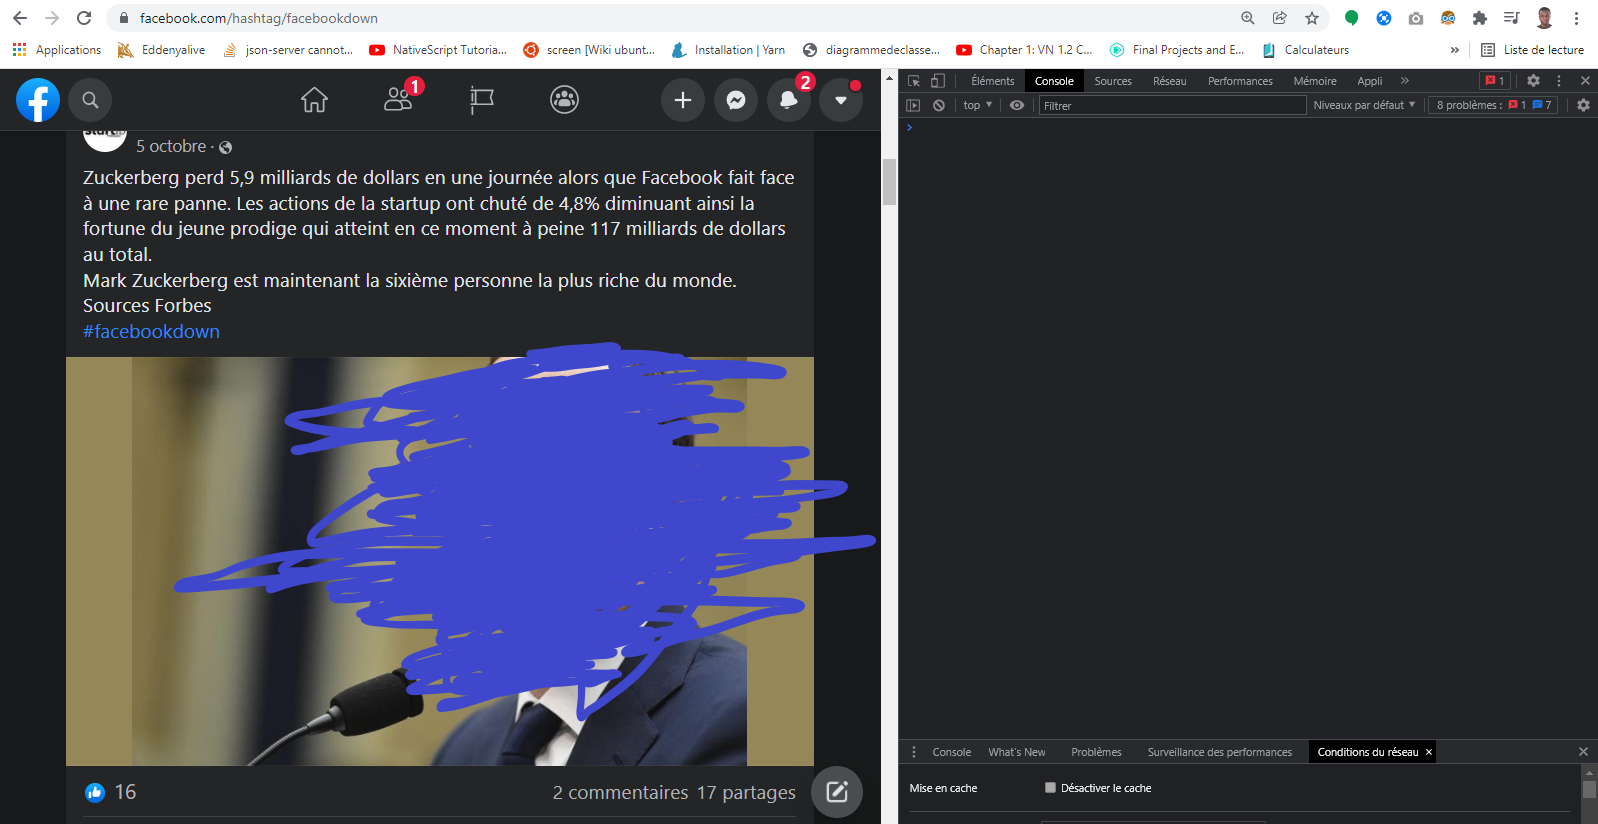 facebook.com/hashtag/facebookdown
Applications
Eddenyalive
json-server cannot...
NativeScript Tutoria...
screen [Wiki ubunt...
Installation | Yarn
diagrammedeclasse...
Chapter 1: VN 1.2 C...
Final Projects and E...
Calculateurs
»
Liste de lecture
1
2
5 octobre ·
Zuckerberg perd 5,9 milliards de dollars en une journée alors que Facebook fait face
à une rare panne. Les actions de la startup ont chuté de 4,8% diminuant ainsi la
fortune du jeune prodige qui atteint en ce moment à peine 117 milliards de dollars
au total.
Mark Zuckerberg est maintenant la sixième personne la plus riche du monde.
Sources Forbes
#facebookdown
16
2 commentaires 17 partages
Éléments
Console
Sources
Réseau
Performances
Mémoire
Appli
»
1
top
Filtrer
Niveaux par défaut
8 problèmes : 1 7
Console
What's New
Problèmes
Surveillance des performances
Conditions du réseau
Mise en cache
Désactiver le cache